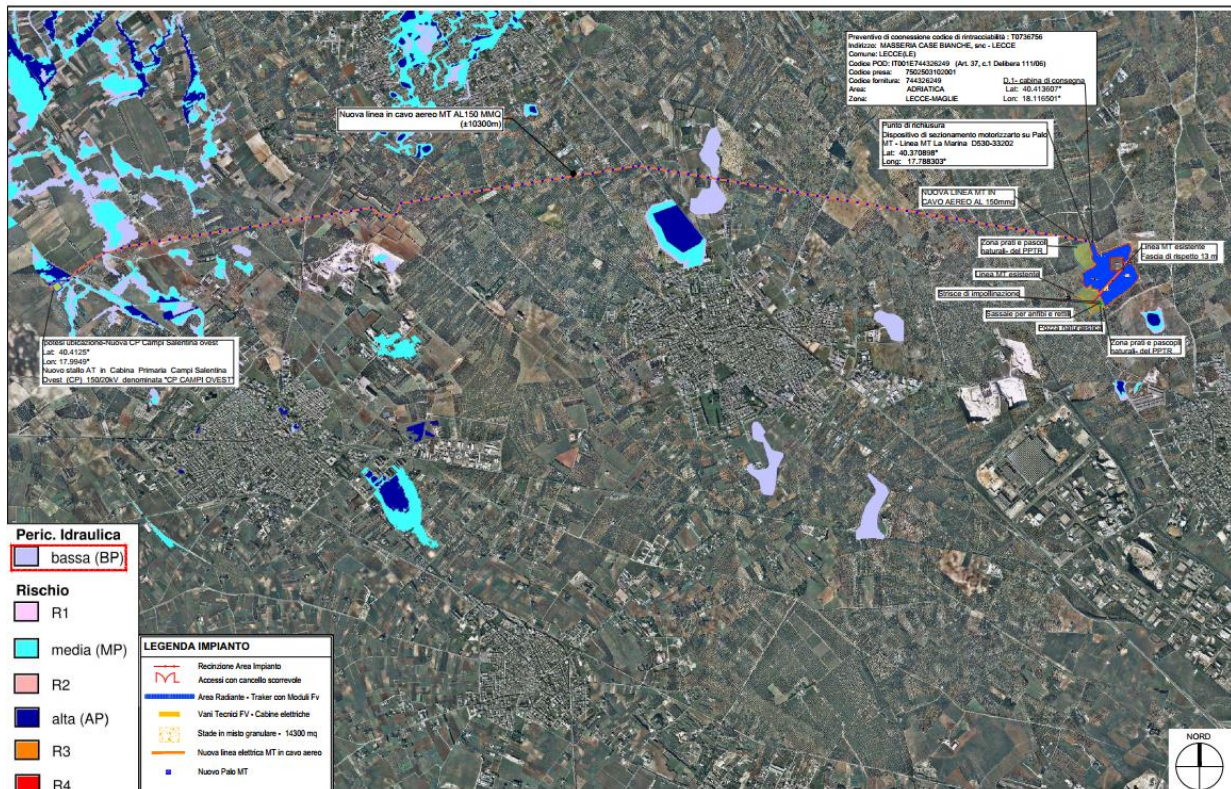 Preventivo di coonessione codice di rintracciabilità : T0736756
Indirizzo: MASSERIA CASE BIANCHE, snc - LECCE
Comune: LECCE(LE)
Codice POD: IT001E744326249 (Art. 37, c.1 Delibera 111/06)
Codice presa: 7502503102001
Codice fornitura: 744326249
Area: ADRIATICA
Zona: LECCE-MAGLIE
D.1- cabina di consegna
Lat: 40.413607°
Lon: 18.116501°
Nuova linea in cavo aereo MT AL150 MMQ
(±10300m)
Punto di richiusura
Dispositivo di sezionamento motorizzarto su Palo
MT - Linea MT La Marina D530-33202
Lat: 40.370898°
Long: 17.788303°
NUOVA LINEA MT IN
CAVO AEREO AL 150mmq
Zona prati e pascoli
naturali- del PPTR
Linea MT esistente
Fascia di rispetto 13 m
Linea MT esistente
Strisce di impollinazione
Sassaie per anfibi e rettili
Piazza naturalistica
Zona prati e pascopli
naturali- del PPTR
Ipotesi ubicazione-Nuova CP Campi Salentina ovest
Lat: 40.4125°
Lon: 17.9949°
Nuovo stallo AT in Cabina Primaria Campi Salentina
Ovest (CP) 150/20kV denominata "CP CAMPI OVEST"
Peric. Idraulica
bassa (BP)
Rischio
R1
media (MP)
R2
alta (AP)
R3
R4
LEGENDA IMPIANTO
Recinzione Area Impianto
Accessi con cancello scorrevole
Area Radiante - Traker con Moduli Fv
Vani Tecnici FV - Cabine elettriche
Stade in misto granulare - 14300 mq
Nuova linea elettrica MT in cavo aereo
Nuovo Palo MT
NORD